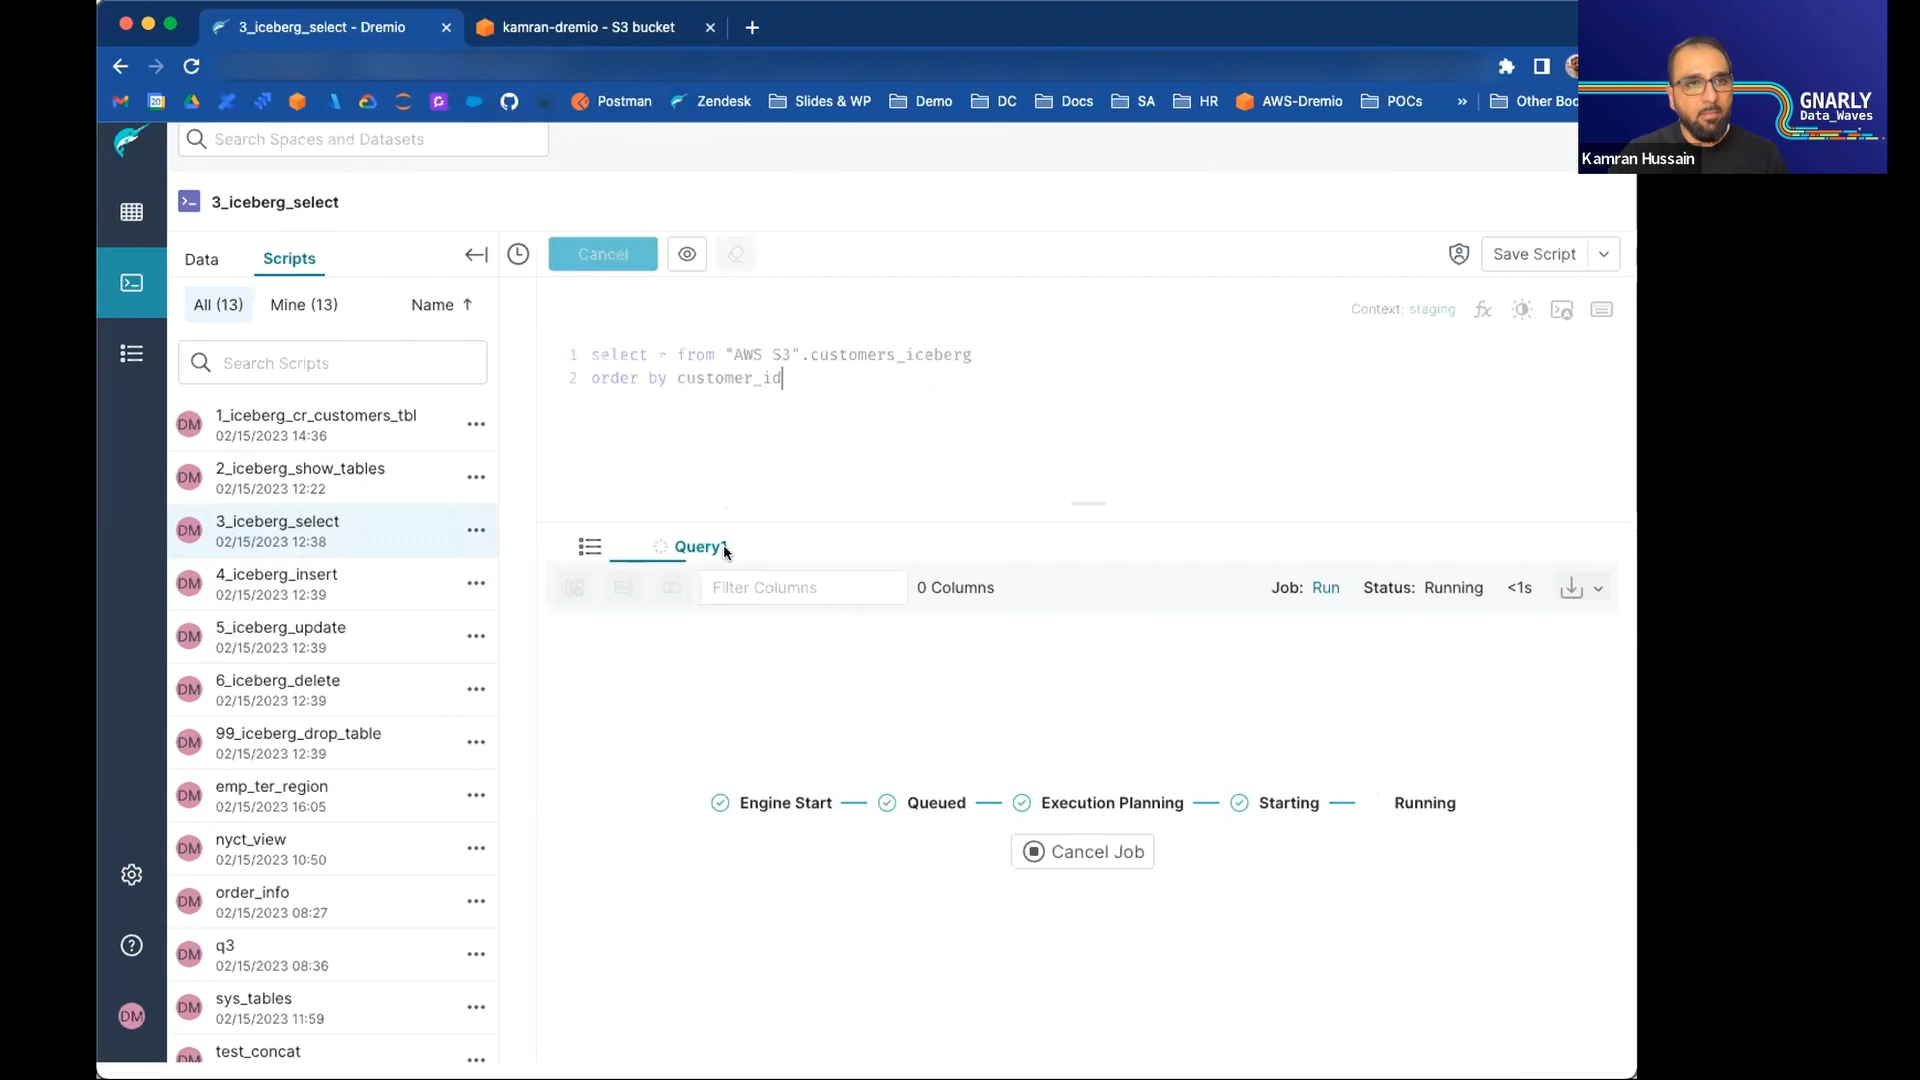 3_iceberg_select - Dremio
kamran-dremio - S3 bucket
Postman
Zendesk
Slides & WP
Demo
DC
Docs
SA
HR
AWS-Dremio
POCs
»
Other Boo
GNARLY
Data_Waves
Kamran Hussain
Search Spaces and Datasets
3_iceberg_select
Data
Scripts
All (13)
Mine (13)
Name
Search Scripts
1_iceberg_cr_customers_tbl
02/15/2023 14:36
2_iceberg_show_tables
02/15/2023 12:22
3_iceberg_select
02/15/2023 12:38
4_iceberg_insert
02/15/2023 12:39
5_iceberg_update
02/15/2023 12:39
6_iceberg_delete
02/15/2023 12:39
99_iceberg_drop_table
02/15/2023 12:39
emp_ter_region
02/15/2023 16:05
nyct_view
02/15/2023 10:50
order_info
02/15/2023 08:27
q3
02/15/2023 08:36
sys_tables
02/15/2023 11:59
test_concat
DM
Cancel
Save Script
Context: staging
fx
1 select * from "AWS S3".customers_iceberg
2 order by customer_id
Query1
Filter Columns
0 Columns
Job: Run
Status: Running
<1s
Engine Start
Queued
Execution Planning
Starting
Running
Cancel Job